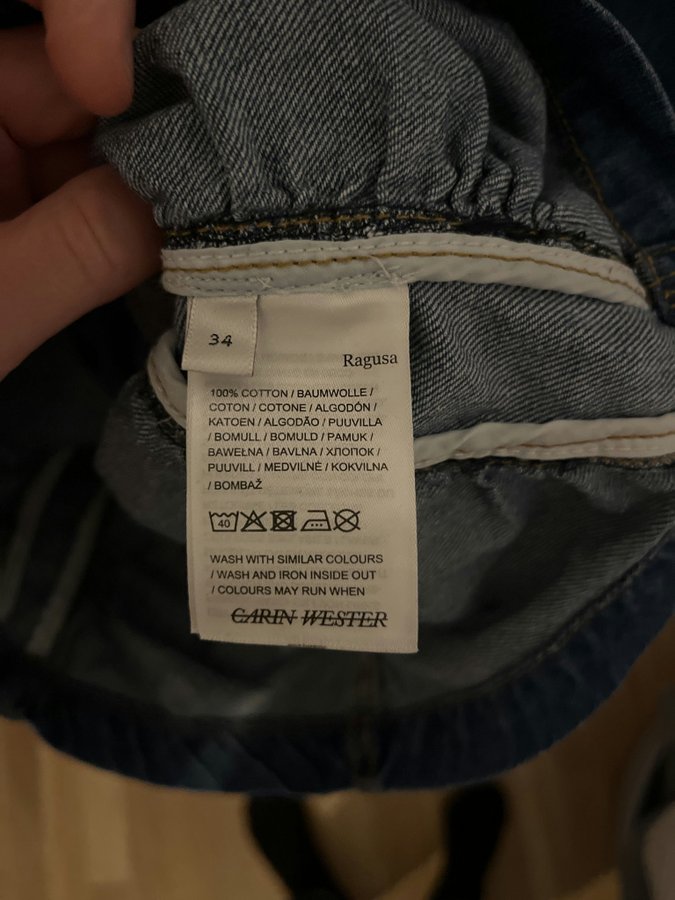 34
Ragusa
100% COTTON / BAUMWOLLE /
COTON / COTONE / ALGODÓN /
KATOEN / ALGODÃO / PUUVILLA
/ BOMULL / BOMULD / PAMUK /
BAWEŁNA / BAVLNA / ХЛОПОК /
PUUVILL / MEDVILNĖ / KOKVILNA
/ BOMBAŽ
40
WASH WITH SIMILAR COLOURS
/ WASH AND IRON INSIDE OUT
/ COLOURS MAY RUN WHEN
CARIN WESTER